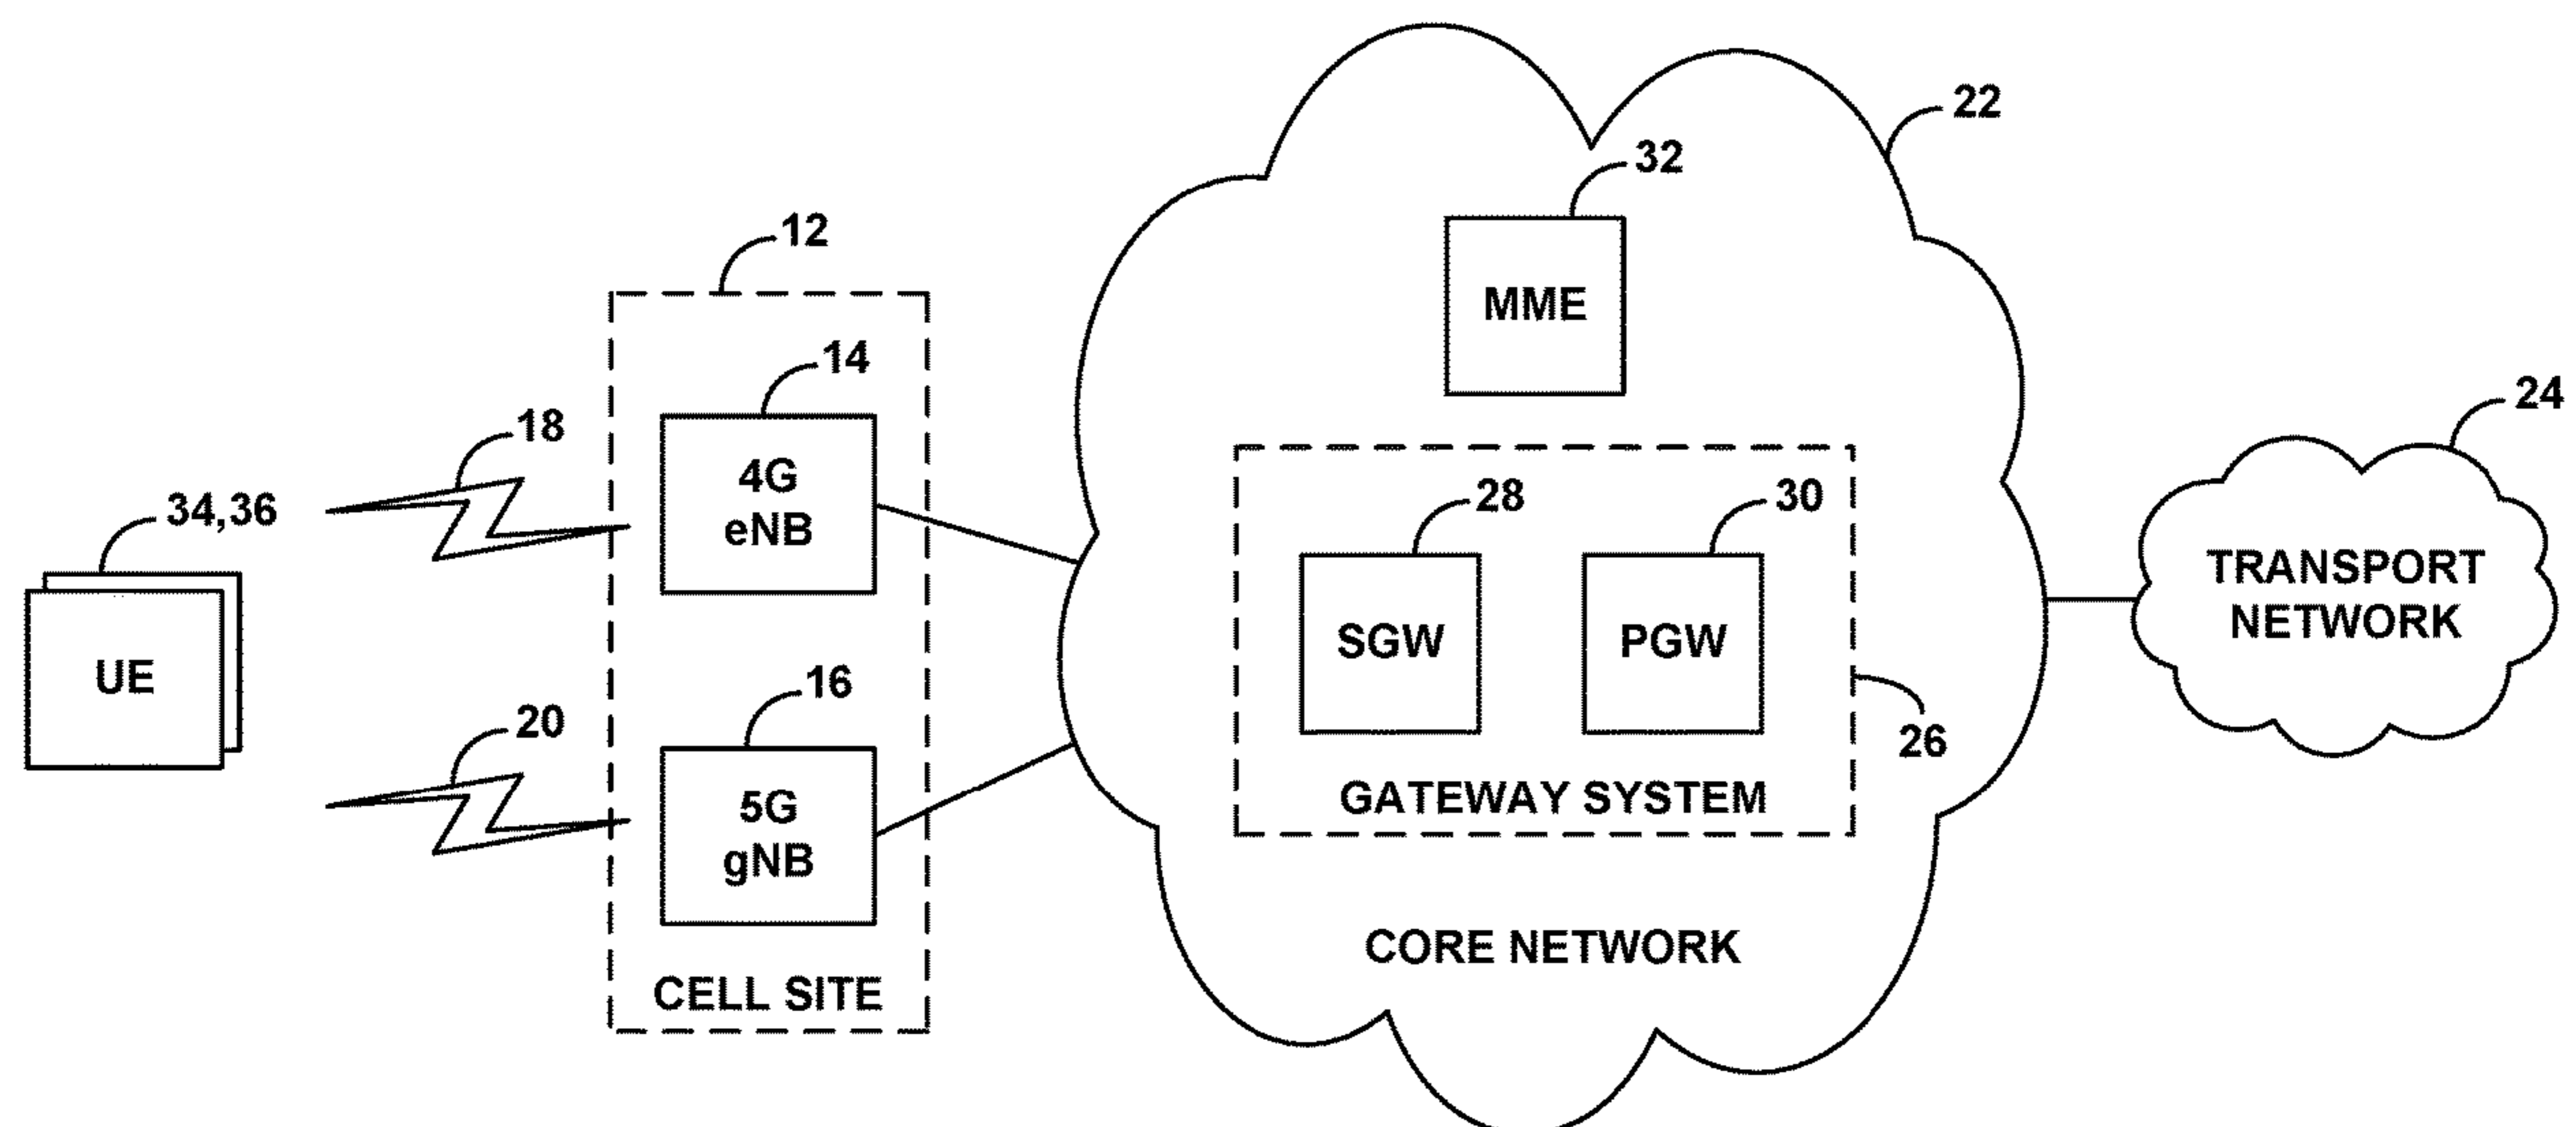 34,36
UE
18
20
12
14
4G
eNB
16
5G
gNB
CELL SITE
22
32
MME
28
SGW
30
PGW
26
GATEWAY SYSTEM
CORE NETWORK
24
TRANSPORT
NETWORK